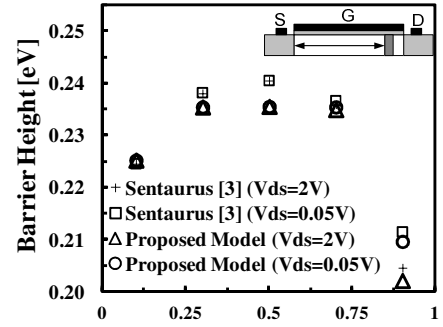 S G D
0.25
0.24
0.23
0.22
0.21
0.20
Barrier Height [eV]
+ Sentaurus [3] (Vds=2V)
□ Sentaurus [3] (Vds=0.05V)
△ Proposed Model (Vds=2V)
○ Proposed Model (Vds=0.05V)
0 0.25 0.5 0.75 1